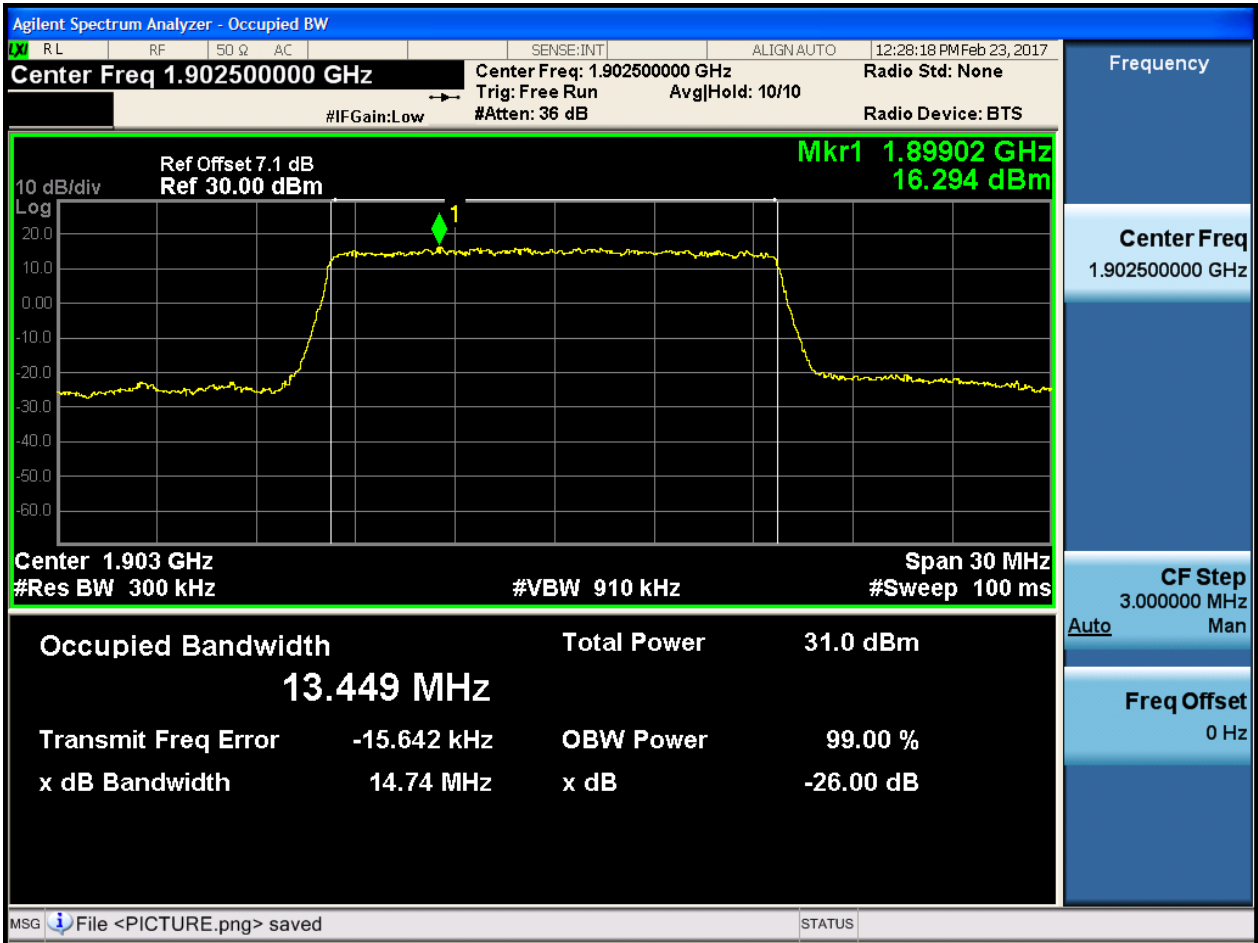 Agilent Spectrum Analyzer - Occupied BW
LXI RL RF 50 Ω AC SENSE:INT ALIGN AUTO 12:28:18 PM Feb 23, 2017
Center Freq 1.902500000 GHz
Center Freq: 1.902500000 GHz
Radio Std: None
Trig: Free Run Avg|Hold: 10/10
#IFGain:Low
#Atten: 36 dB
Radio Device: BTS
Mkr1 1.89902 GHz
16.294 dBm
Ref Offset 7.1 dB
10 dB/div Ref 30.00 dBm
Log
1
20.0
10.0
0.00
-10.0
-20.0
-30.0
-40.0
-50.0
-60.0
Center 1.903 GHz Span 30 MHz
#Res BW 300 kHz #VBW 910 kHz #Sweep 100 ms
Occupied Bandwidth Total Power 31.0 dBm
13.449 MHz
Transmit Freq Error -15.642 kHz OBW Power 99.00 %
x dB Bandwidth 14.74 MHz x dB -26.00 dB
MSG File <PICTURE.png> saved STATUS
Frequency
Center Freq
1.902500000 GHz
CF Step
3.000000 MHz
Auto Man
Freq Offset
0 Hz